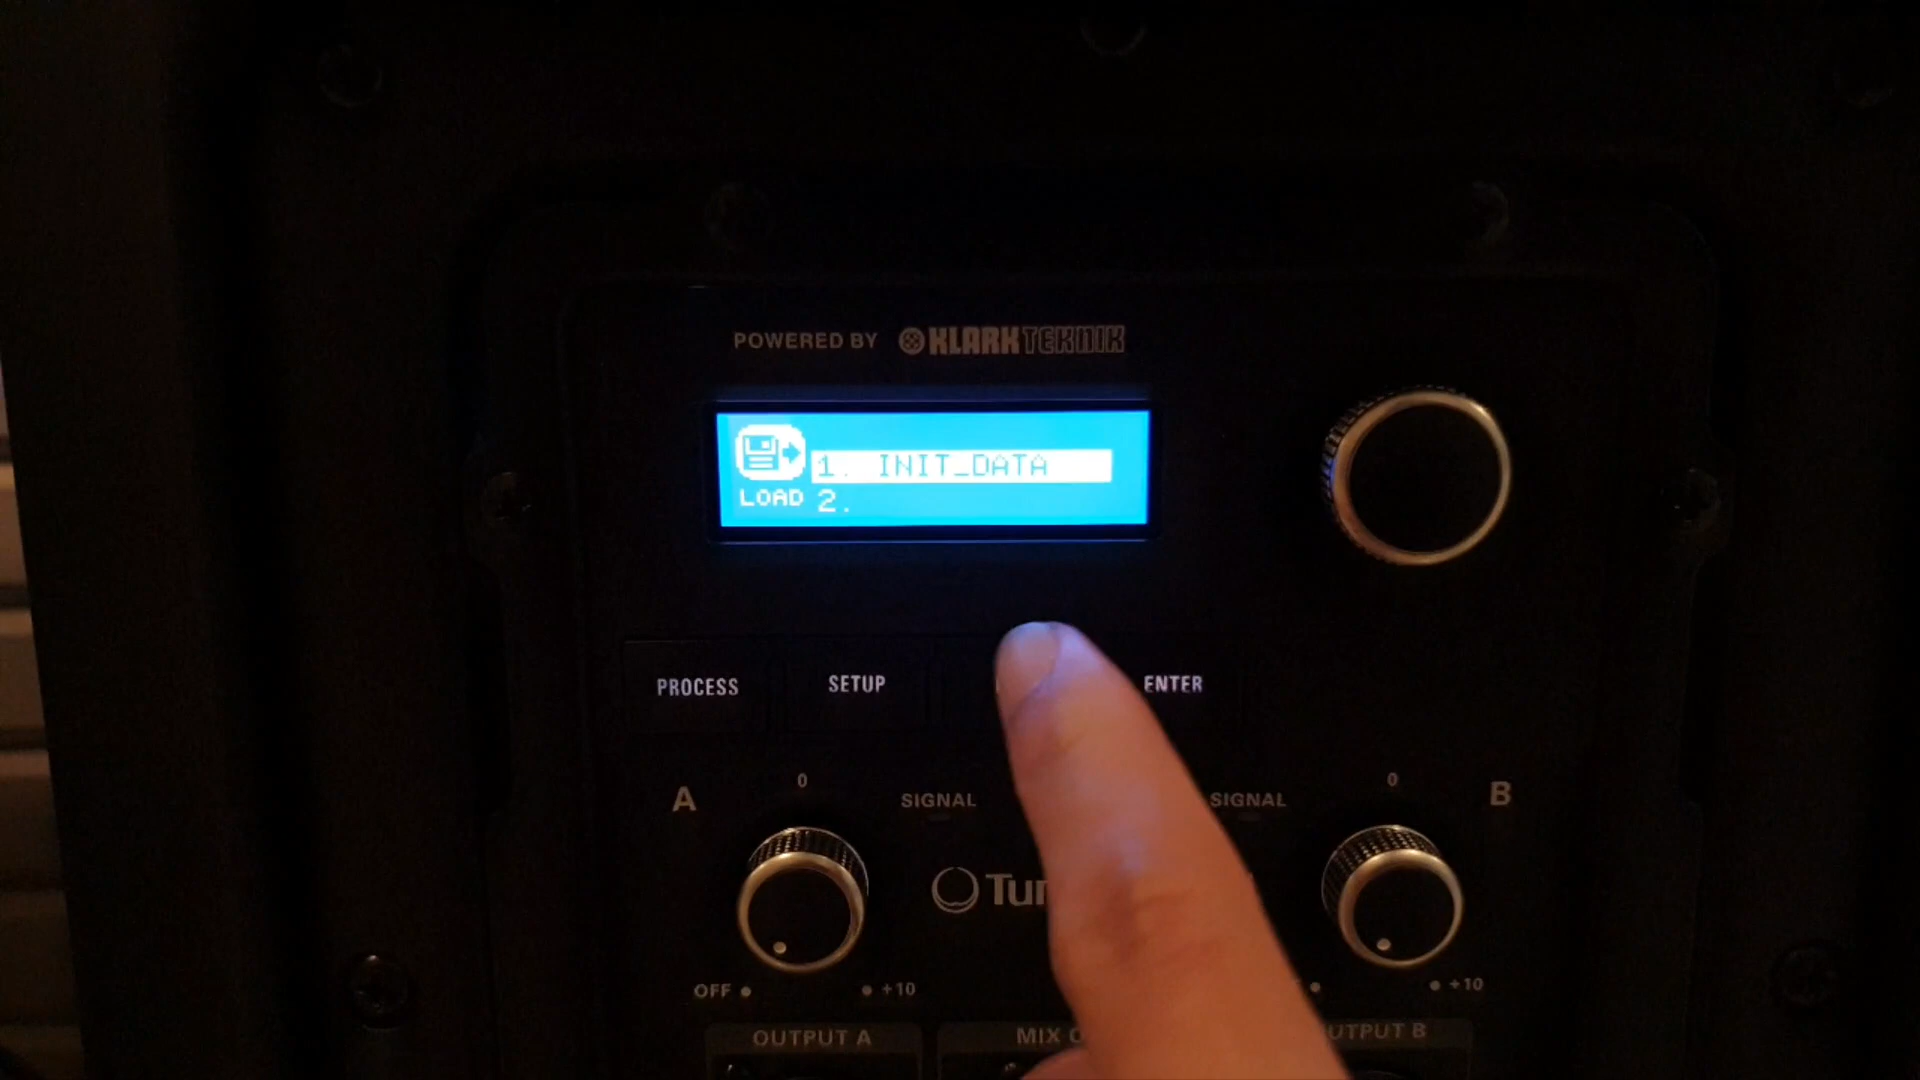 POWERED BY KLARK TEKNIK
1. INIT_DATA
LOAD 2.
PROCESS SETUP ENTER
A 0 SIGNAL SIGNAL 0 B
OFF +10 +10
OUTPUT A MIX